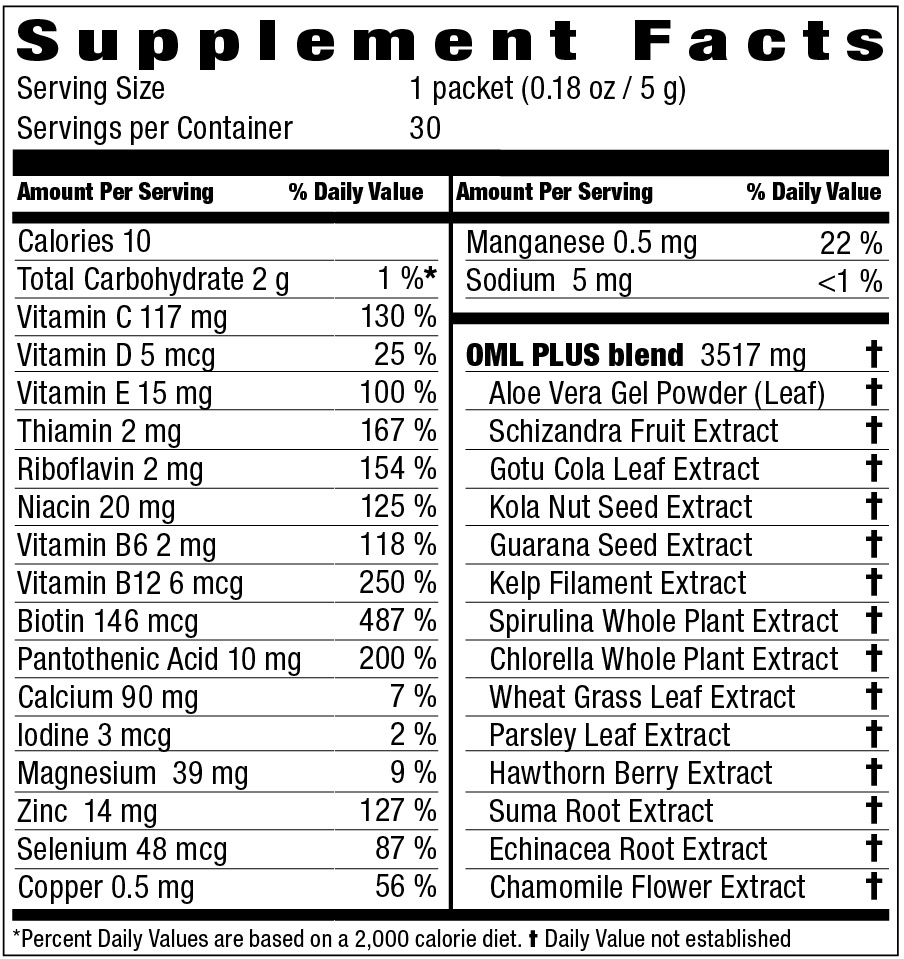 Supplement Facts
Serving Size 1 packet (0.18 oz / 5 g)
Servings per Container 30
Amount Per Serving % Daily Value
Calories 10
Total Carbohydrate 2 g 1 %*
Vitamin C 117 mg 130 %
Vitamin D 5 mcg 25 %
Vitamin E 15 mg 100 %
Thiamin 2 mg 167 %
Riboflavin 2 mg 154 %
Niacin 20 mg 125 %
Vitamin B6 2 mg 118 %
Vitamin B12 6 mcg 250 %
Biotin 146 mcg 487 %
Pantothenic Acid 10 mg 200 %
Calcium 90 mg 7 %
Iodine 3 mcg 2 %
Magnesium 39 mg 9 %
Zinc 14 mg 127 %
Selenium 48 mcg 87 %
Copper 0.5 mg 56 %
Amount Per Serving % Daily Value
Manganese 0.5 mg 22 %
Sodium 5 mg <1 %
OML PLUS blend 3517 mg †
Aloe Vera Gel Powder (Leaf) †
Schizandra Fruit Extract †
Gotu Cola Leaf Extract †
Kola Nut Seed Extract †
Guarana Seed Extract †
Kelp Filament Extract †
Spirulina Whole Plant Extract †
Chlorella Whole Plant Extract †
Wheat Grass Leaf Extract †
Parsley Leaf Extract †
Hawthorn Berry Extract †
Suma Root Extract †
Echinacea Root Extract †
Chamomile Flower Extract †
*Percent Daily Values are based on a 2,000 calorie diet. † Daily Value not established